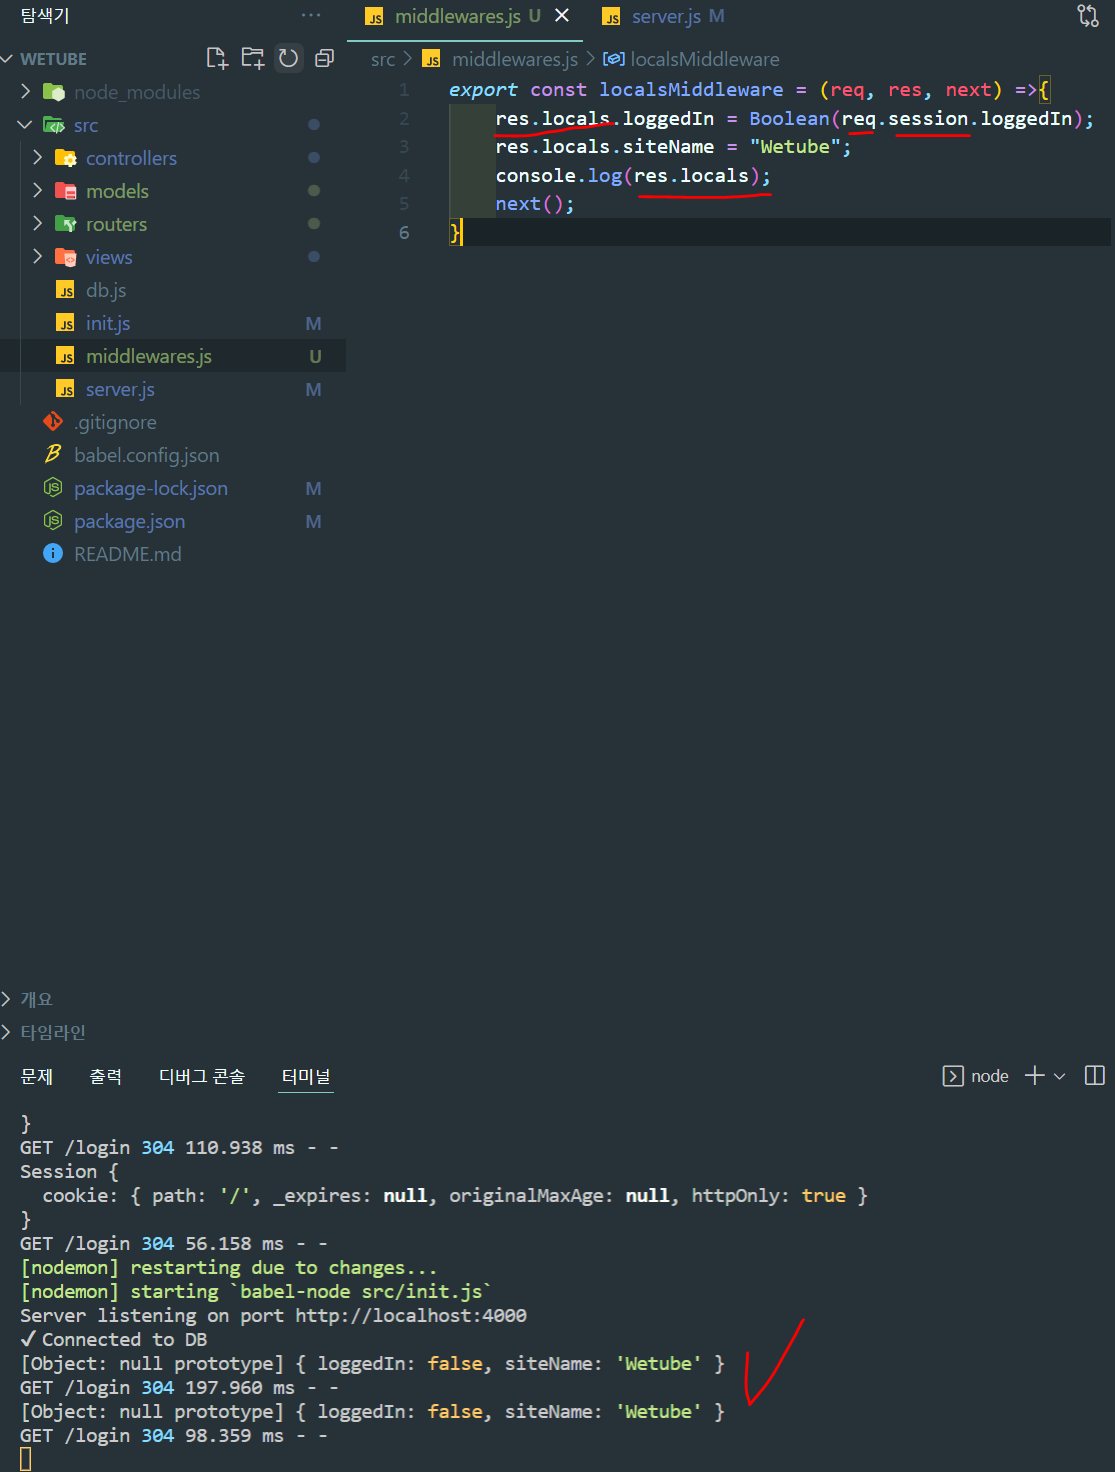 탐색기 ···
WETUBE
node_modules
src
controllers
models
routers
views
JS db.js
JS init.js M
JS middlewares.js U
JS server.js M
.gitignore
babel.config.json
JS package-lock.json M
JS package.json M
README.md
개요
타임라인
JS middlewares.js U JS server.js M
src > JS middlewares.js > localsMiddleware
1 export const localsMiddleware = (req, res, next) =>{
2 res.locals.loggedIn = Boolean(req.session.loggedIn);
3 res.locals.siteName = "Wetube";
4 console.log(res.locals);
5 next();
6 }
문제 출력 디버그 콘솔 터미널 node
}
GET /login 304 110.938 ms - -
Session {
cookie: { path: '/', _expires: null, originalMaxAge: null, httpOnly: true }
}
GET /login 304 56.158 ms - -
[nodemon] restarting due to changes...
[nodemon] starting `babel-node src/init.js`
Server listening on port http://localhost:4000
✓ Connected to DB
[Object: null prototype] { loggedIn: false, siteName: 'Wetube' }
GET /login 304 197.960 ms - -
[Object: null prototype] { loggedIn: false, siteName: 'Wetube' }
GET /login 304 98.359 ms - -